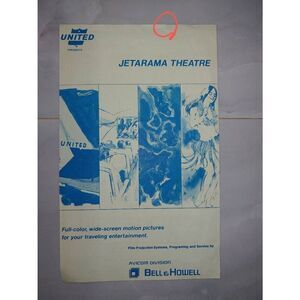 UNITED
PRESENTS
JETARAMA THEATRE
UNITED
Full-color, wide-screen motion pictures
for your traveling entertainment.
Film Projection Systems, Programing and Service by
AVICOM DIVISION
BELL & HOWELL